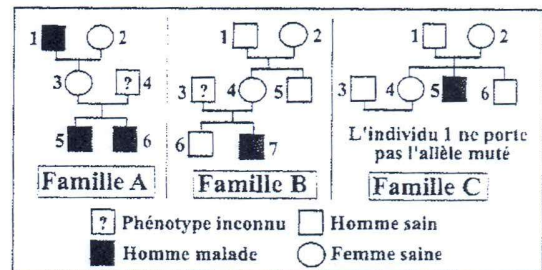 1 2 1 2 1 2
3 ? 4 3 ? 4 5 3 4 5 6
5 6 6 7
L'individu 1 ne porte
pas l'allèle muté
Famille A Famille B Famille C
? Phénotype inconnu Homme sain
Homme malade Femme saine